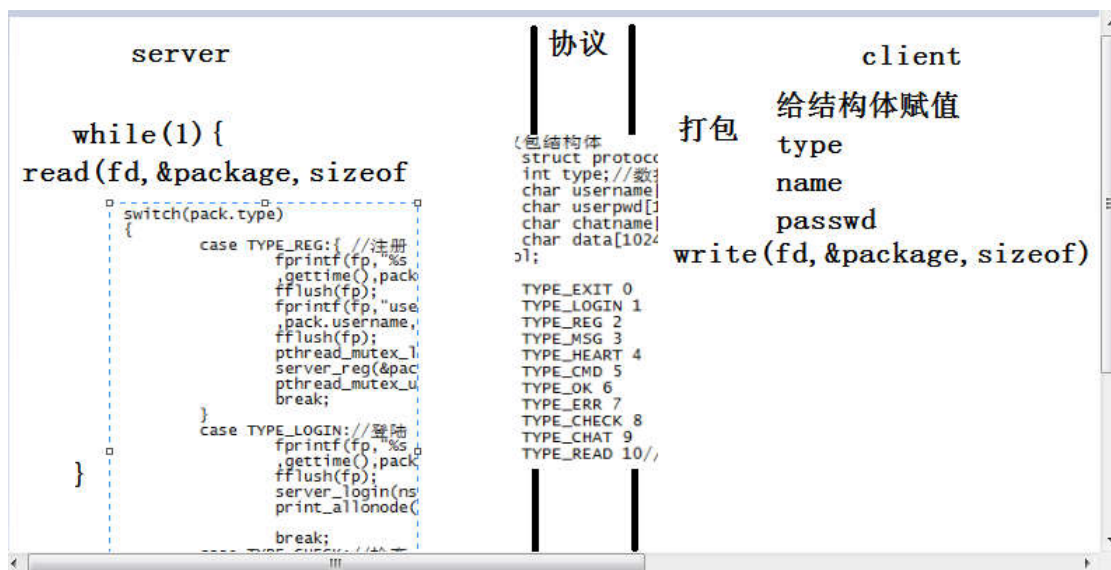 server
while(1){
read(fd,&package,sizeof
switch(pack.type)
{
case TYPE_REG:{ //注册
fprintf(fp,"%s
,gettime(),pack
fflush(fp);
fprintf(fp,"use
,pack.username,
fflush(fp);
pthread_mutex_l
server_reg(&pac
pthread_mutex_u
break;
}
case TYPE_LOGIN://登陆
fprintf(fp,"%s
,gettime(),pack
fflush(fp);
server_login(ns
print_allonode(
break;
}
协议
包结构体
struct protoco
int type;//数
char username[
char userpwd[1
char chatname[
char data[1024
ol;
TYPE_EXIT 0
TYPE_LOGIN 1
TYPE_REG 2
TYPE_MSG 3
TYPE_HEART 4
TYPE_CMD 5
TYPE_OK 6
TYPE_ERR 7
TYPE_CHECK 8
TYPE_CHAT 9
TYPE_READ 10//
client
打包
给结构体赋值
type
name
passwd
write(fd,&package,sizeof)